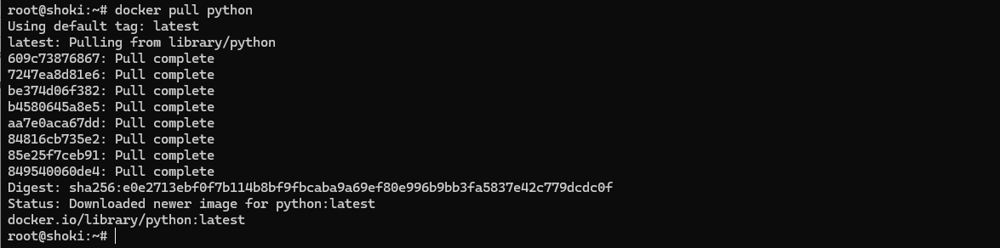 root@shoki:~# docker pull python
Using default tag: latest
latest: Pulling from library/python
609c73876867: Pull complete
7247ea8d81e6: Pull complete
be374d06f382: Pull complete
b4580645a8e5: Pull complete
aa7e0aca67dd: Pull complete
84816cb735e2: Pull complete
85e25f7ceb91: Pull complete
849540060de4: Pull complete
Digest: sha256:e0e2713ebf0f7b114b8bf9fbcaba9a69ef80e996b9bb3fa5837e42c779dcdc0f
Status: Downloaded newer image for python:latest
docker.io/library/python:latest
root@shoki:~#